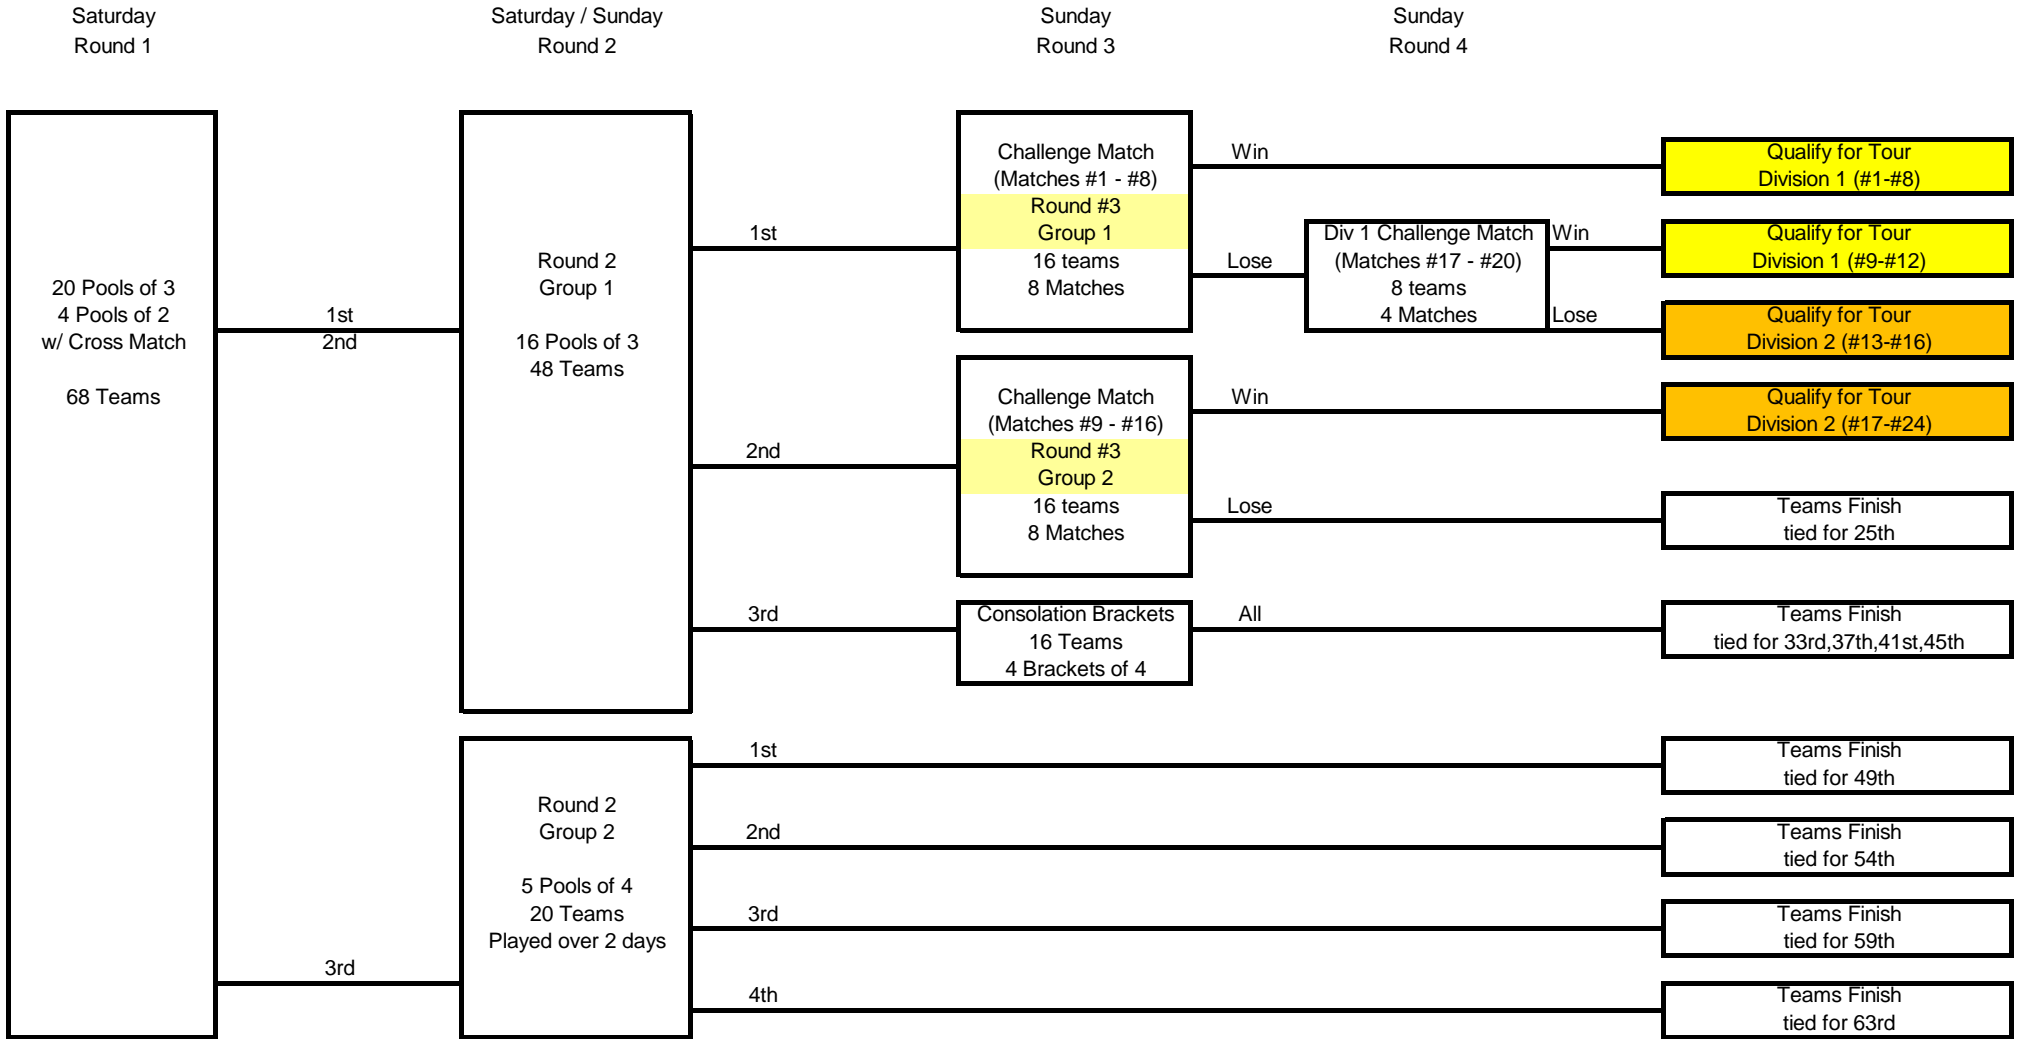 Saturday
Round 1
Saturday / Sunday
Round 2
Sunday
Round 3
Sunday
Round 4
20 Pools of 3
4 Pools of 2
w/ Cross Match
68 Teams
1st
2nd
3rd
Round 2
Group 1
16 Pools of 3
48 Teams
1st
2nd
3rd
Challenge Match
(Matches #1 - #8)
Round #3
Group 1
16 teams
8 Matches
Win
Lose
Div 1 Challenge Match
(Matches #17 - #20)
8 teams
4 Matches
Win
Lose
Qualify for Tour
Division 1 (#1-#8)
Qualify for Tour
Division 1 (#9-#12)
Qualify for Tour
Division 2 (#13-#16)
Challenge Match
(Matches #9 - #16)
Round #3
Group 2
16 teams
8 Matches
Win
Lose
Qualify for Tour
Division 2 (#17-#24)
Teams Finish
tied for 25th
Consolation Brackets
16 Teams
4 Brackets of 4
All
Teams Finish
tied for 33rd,37th,41st,45th
Round 2
Group 2
5 Pools of 4
20 Teams
Played over 2 days
1st
2nd
3rd
4th
Teams Finish
tied for 49th
Teams Finish
tied for 54th
Teams Finish
tied for 59th
Teams Finish
tied for 63rd